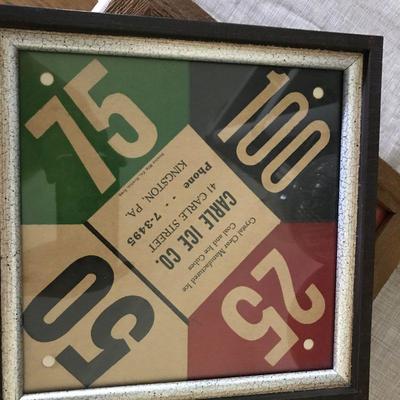 75
100
50
25
Crystal Clear Manufactured Ice
Coal and Ice Cubes
CARLE ICE CO.
41 CARLE STREET
Phone - - 7-3495
KINGSTON, PA.